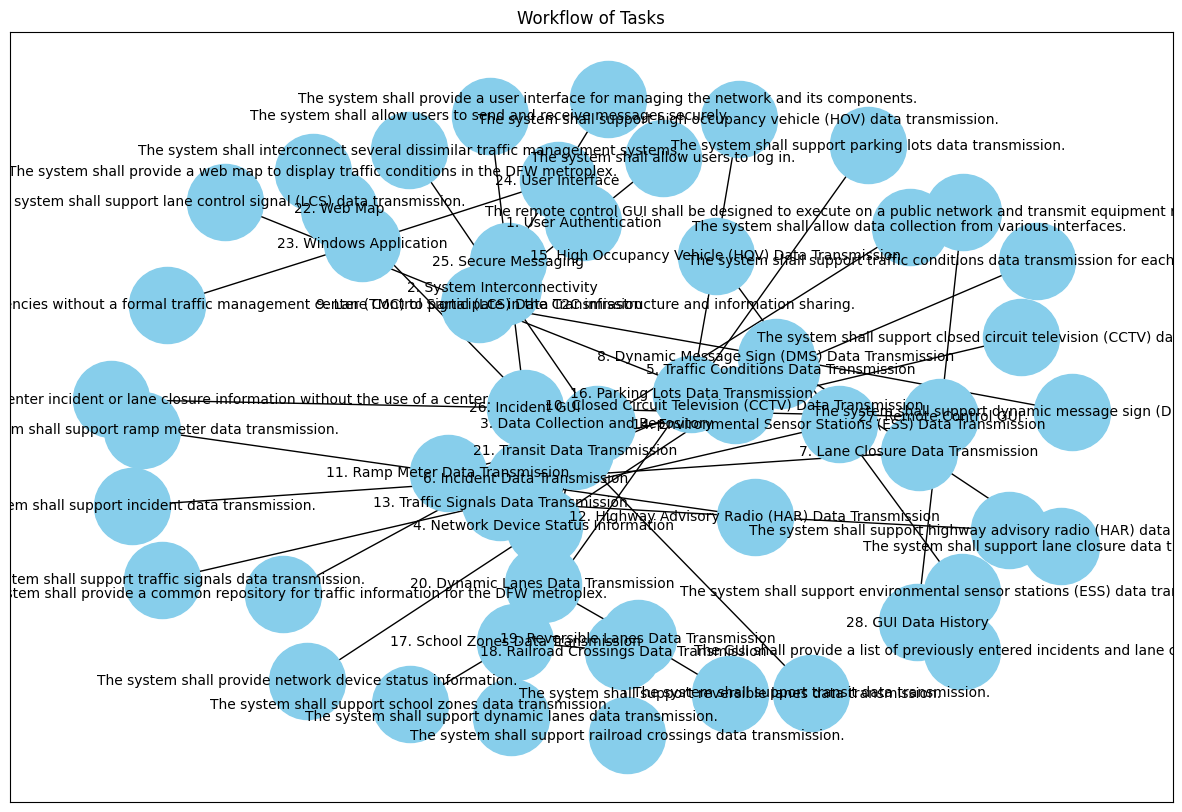 Workflow of Tasks
The system shall provide a user interface for managing the network and its components.
The system shall allow users to send and receive messages securely.
The system shall support high occupancy vehicle (HOV) data transmission.
The system shall support parking lots data transmission.
The system shall interconnect several dissimilar traffic management systems.
The system shall allow users to log in.
The system shall provide a web map to display traffic conditions in the DFW metroplex.
24. User Interface
system shall support lane control signal (LCS) data transmission.
22. Web Map
The remote control GUI shall be designed to execute on a public network and transmit equipment
1. User Authentication
The system shall allow data collection from various interfaces.
23. Windows Application
15. High Occupancy Vehicle (HOV) Data Transmission
25. Secure Messaging
The system shall support traffic conditions data transmission for each
2. System Interconnectivity
encies without a formal traffic management center (TMC) to participate in the C2C infrastructure and information sharing.
9. Lane Control Signal (LCS) Data Transmission
The system shall support closed circuit television (CCTV) da
8. Dynamic Message Sign (DMS) Data Transmission
5. Traffic Conditions Data Transmission
16. Parking Lots Data Transmission
enter incident or lane closure information without the use of a center.
26. Incident GUI
10. Closed Circuit Television (CCTV) Data Transmission
The system shall support dynamic message sign (D
27. Remote Control GUI
3. Data Collection and Repository
14. Environmental Sensor Stations (ESS) Data Transmission
m shall support ramp meter data transmission.
21. Transit Data Transmission
7. Lane Closure Data Transmission
11. Ramp Meter Data Transmission
6. Incident Data Transmission
13. Traffic Signals Data Transmission
em shall support incident data transmission.
12. Highway Advisory Radio (HAR) Data Transmission
4. Network Device Status Information
The system shall support highway advisory radio (HAR) data
The system shall support lane closure data t
tem shall support traffic signals data transmission.
20. Dynamic Lanes Data Transmission
stem shall provide a common repository for traffic information for the DFW metroplex.
The system shall support environmental sensor stations (ESS) data tran
28. GUI Data History
19. Reversible Lanes Data Transmission
17. School Zones Data Transmission
18. Railroad Crossings Data Transmission
The GUI shall provide a list of previously entered incidents and lane c
The system shall provide network device status information.
The system shall support reversible lanes data transmission.
The system shall support transit data transmission.
The system shall support school zones data transmission.
The system shall support dynamic lanes data transmission.
The system shall support railroad crossings data transmission.